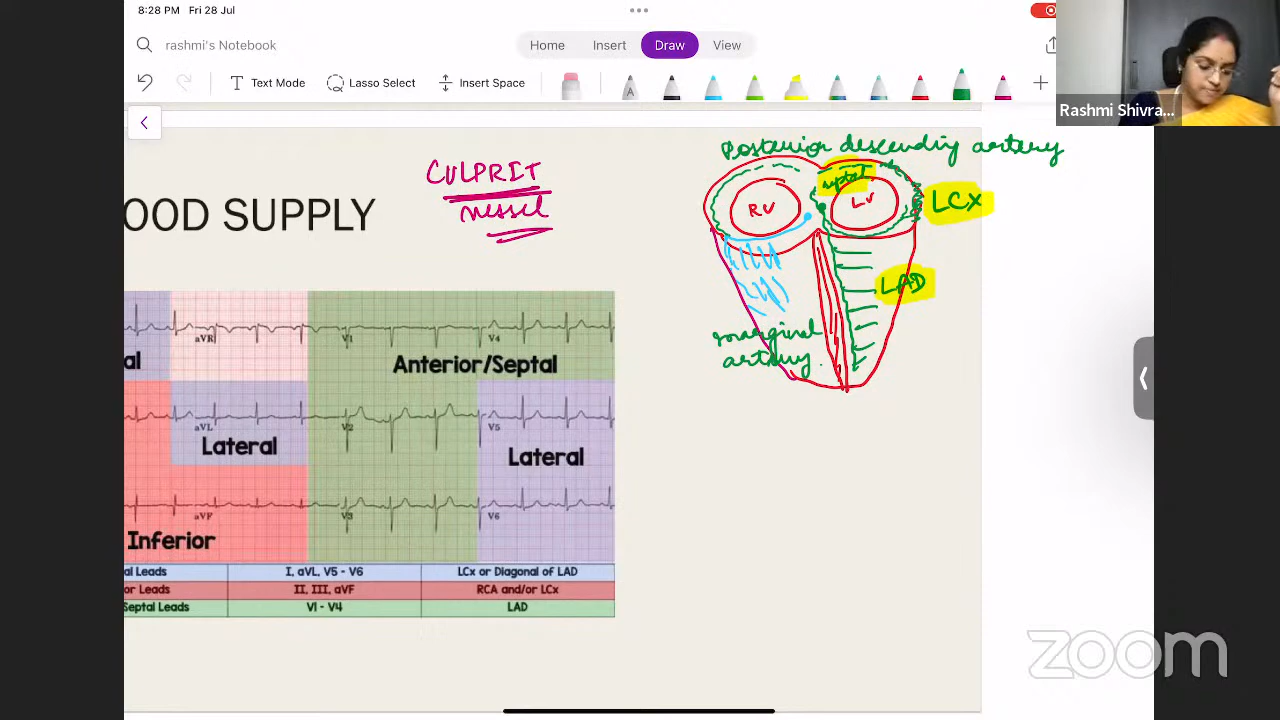 8:28 PM Fri 28 Jul
rashmi's Notebook
Home Insert Draw View
Text Mode Lasso Select Insert Space
A
Rashmi Shivra...
CULPRIT
vessel
OOD SUPPLY
Posterior descending artery
septal
RV
LV
LCX
LAD
marginal
artery.
aVR
V1
V4
al
Anterior/Septal
aVL
V2
V5
Lateral
Lateral
aVF
V3
V6
Inferior
al Leads I, aVL, V5 - V6 LCx or Diagonal of LAD
or Leads II, III, aVF RCA and/or LCx
Septal Leads V1 - V4 LAD
zoom